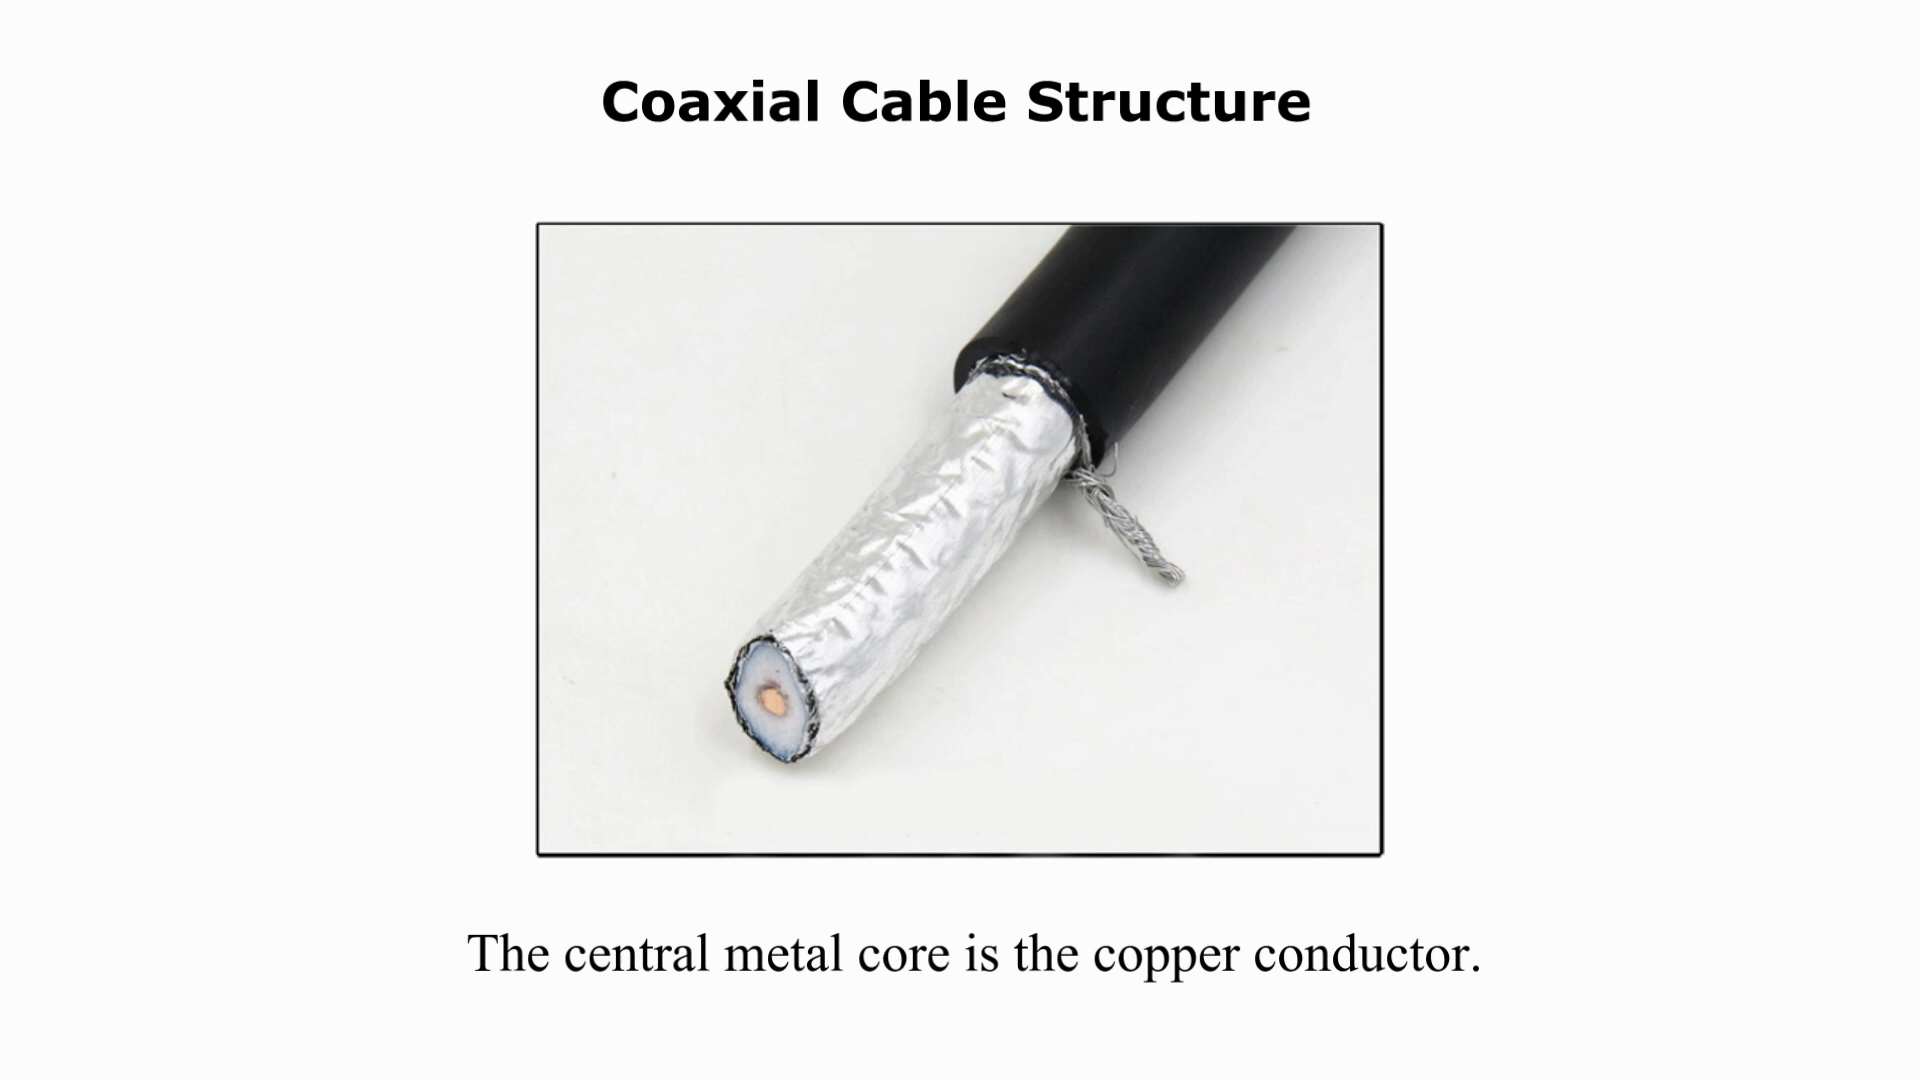 Coaxial Cable Structure
The central metal core is the copper conductor.